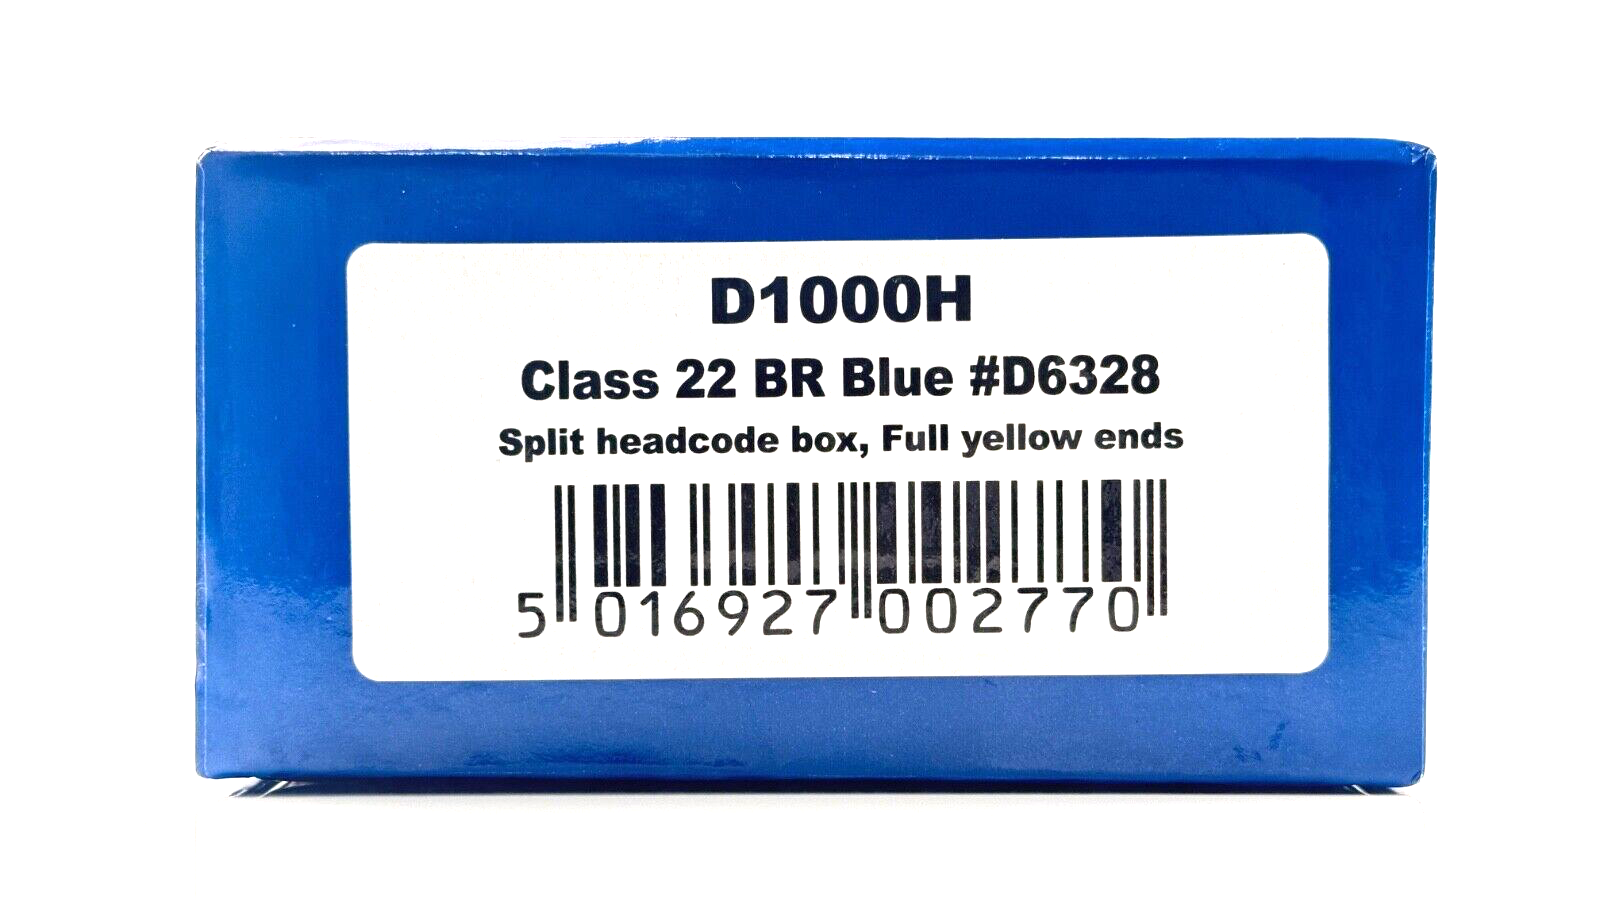 D1000H
Class 22 BR Blue #D6328
Split headcode box, Full yellow ends
5 016927 002770